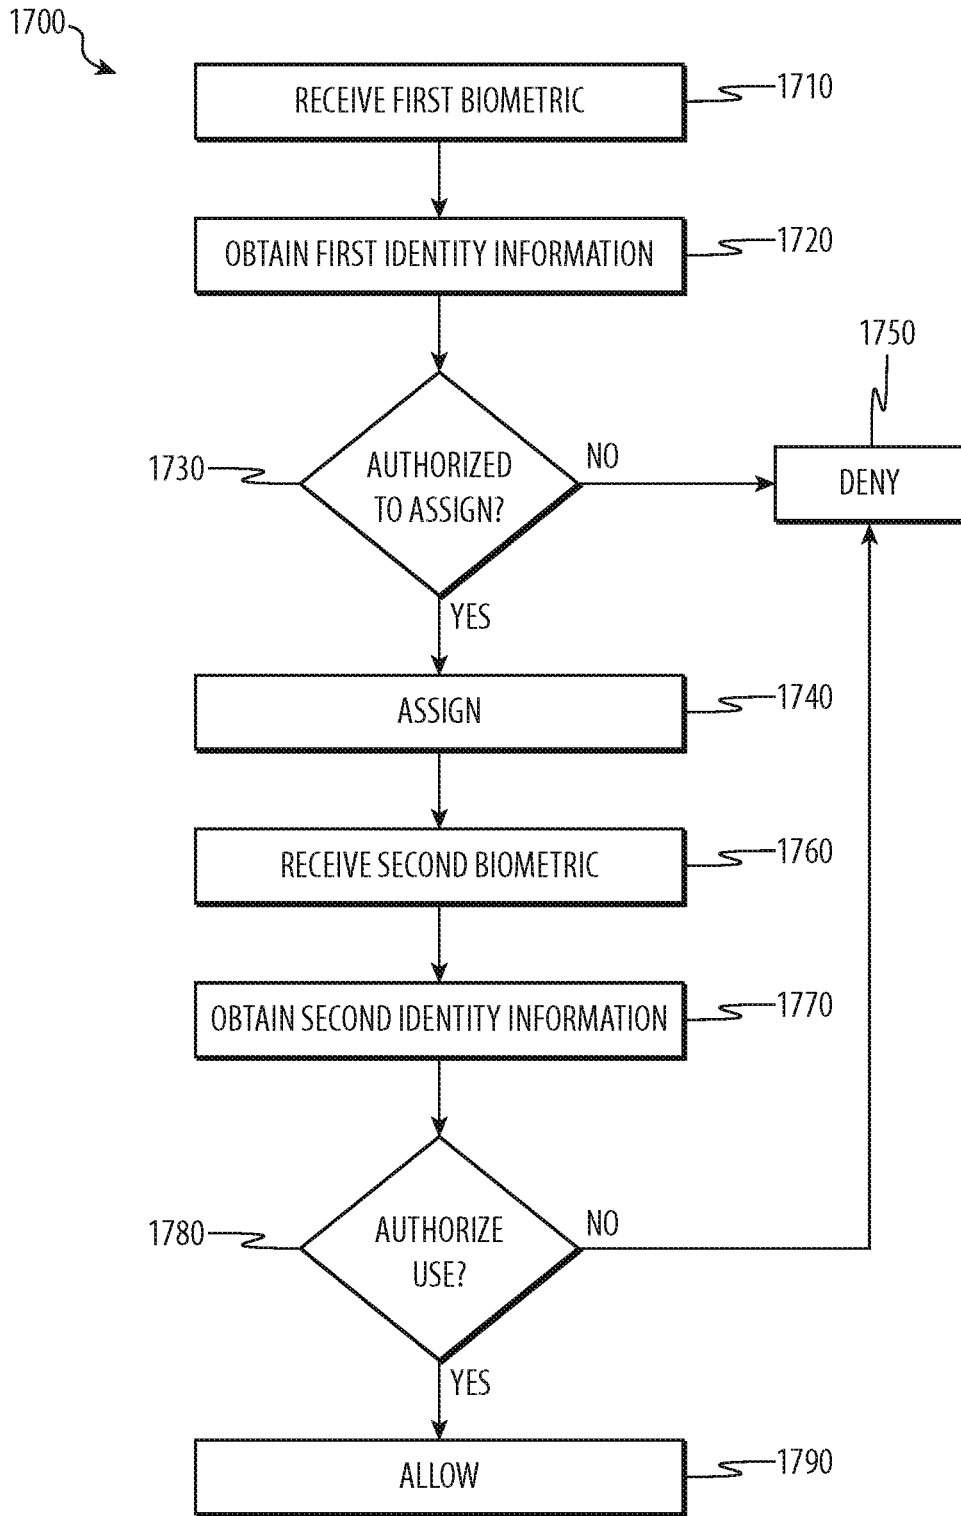 1700
RECEIVE FIRST BIOMETRIC
1710
OBTAIN FIRST IDENTITY INFORMATION
1720
1750
1730
AUTHORIZED
TO ASSIGN?
NO
DENY
YES
ASSIGN
1740
RECEIVE SECOND BIOMETRIC
1760
OBTAIN SECOND IDENTITY INFORMATION
1770
1780
AUTHORIZE
USE?
NO
YES
ALLOW
1790